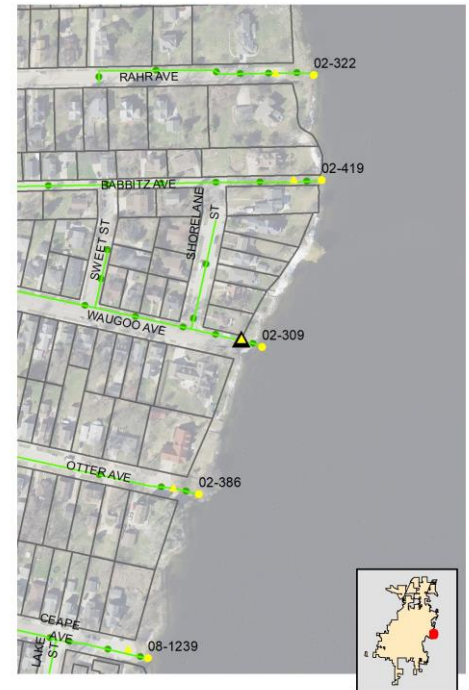 RAHR AVE
02-322
02-419
BABBITZ AVE
SHORELANE
ST
SWEET ST
WAUGOO AVE
02-309
OTTER AVE
02-386
CEAPE
AVE
LAKE
ST
08-1239